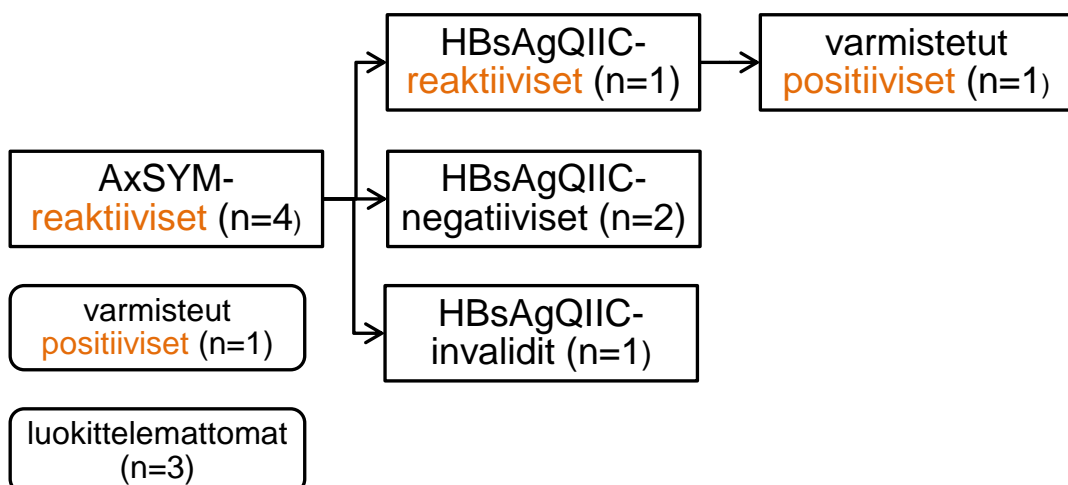 HBsAgQIIC-
reaktiiviset (n=1)
varmistetut
positiiviset (n=1)
AxSYM-
reaktiiviset (n=4)
HBsAgQIIC-
negatiiviset (n=2)
varmisteut
positiiviset (n=1)
HBsAgQIIC-
invalidit (n=1)
luokittelemattomat
(n=3)